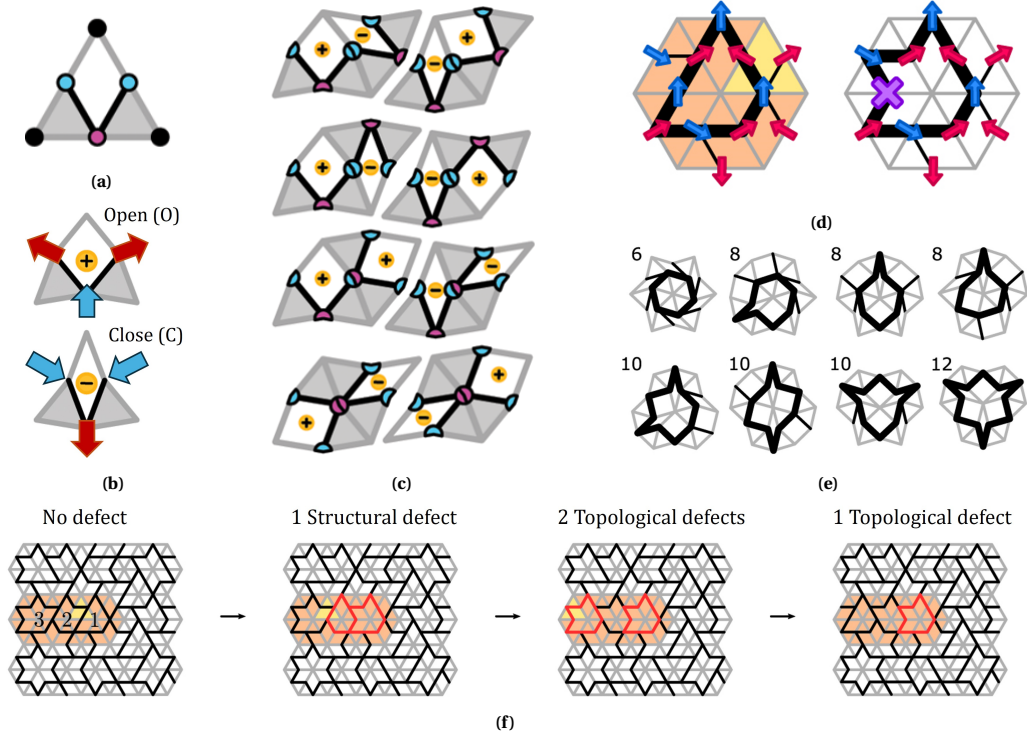 (a)
Open (O)
+
Close (C)
−
(b)
+
−
+
−
+
−
−
+
+
+
−
−
−
+
+
−
(c)
(d)
6
8
8
8
10
10
10
12
(e)
No defect
1 Structural defect
2 Topological defects
1 Topological defect
3 2 1
(f)